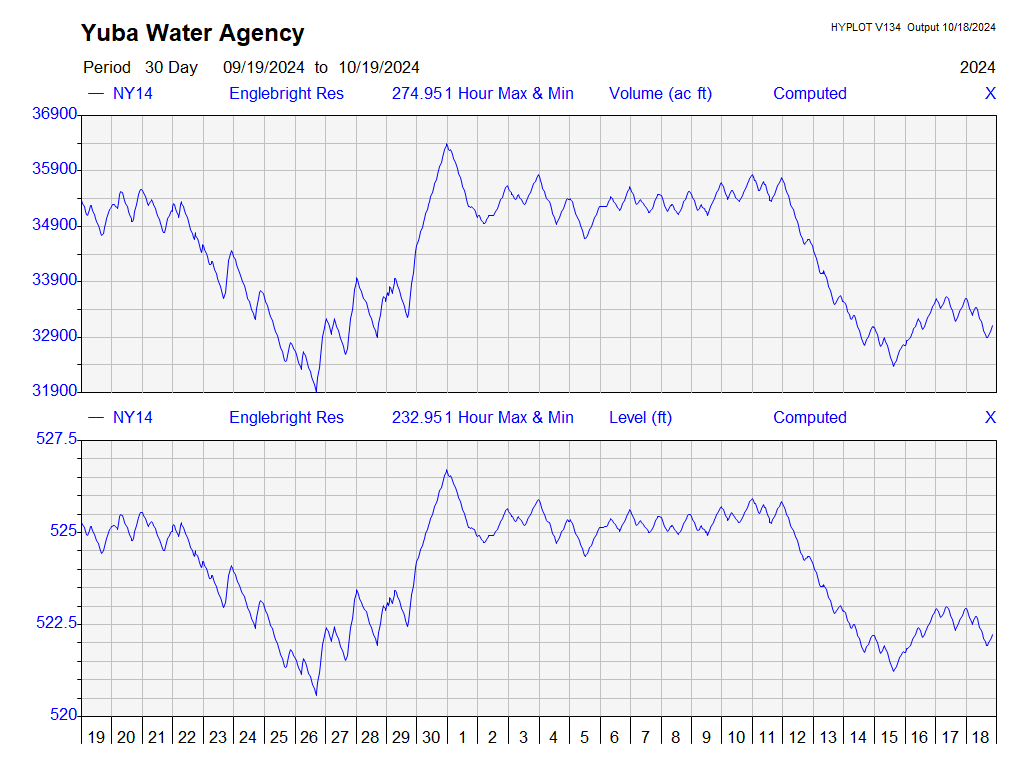 Yuba Water Agency
HYPLOT V134 Output 10/18/2024
Period 30 Day 09/19/2024 to 10/19/2024
2024
NY14 Englebright Res 274.951 Hour Max & Min Volume (ac ft) Computed X
36900
35900
34900
33900
32900
31900
NY14 Englebright Res 232.951 Hour Max & Min Level (ft) Computed X
527.5
525
522.5
520
19 20 21 22 23 24 25 26 27 28 29 30 1 2 3 4 5 6 7 8 9 10 11 12 13 14 15 16 17 18